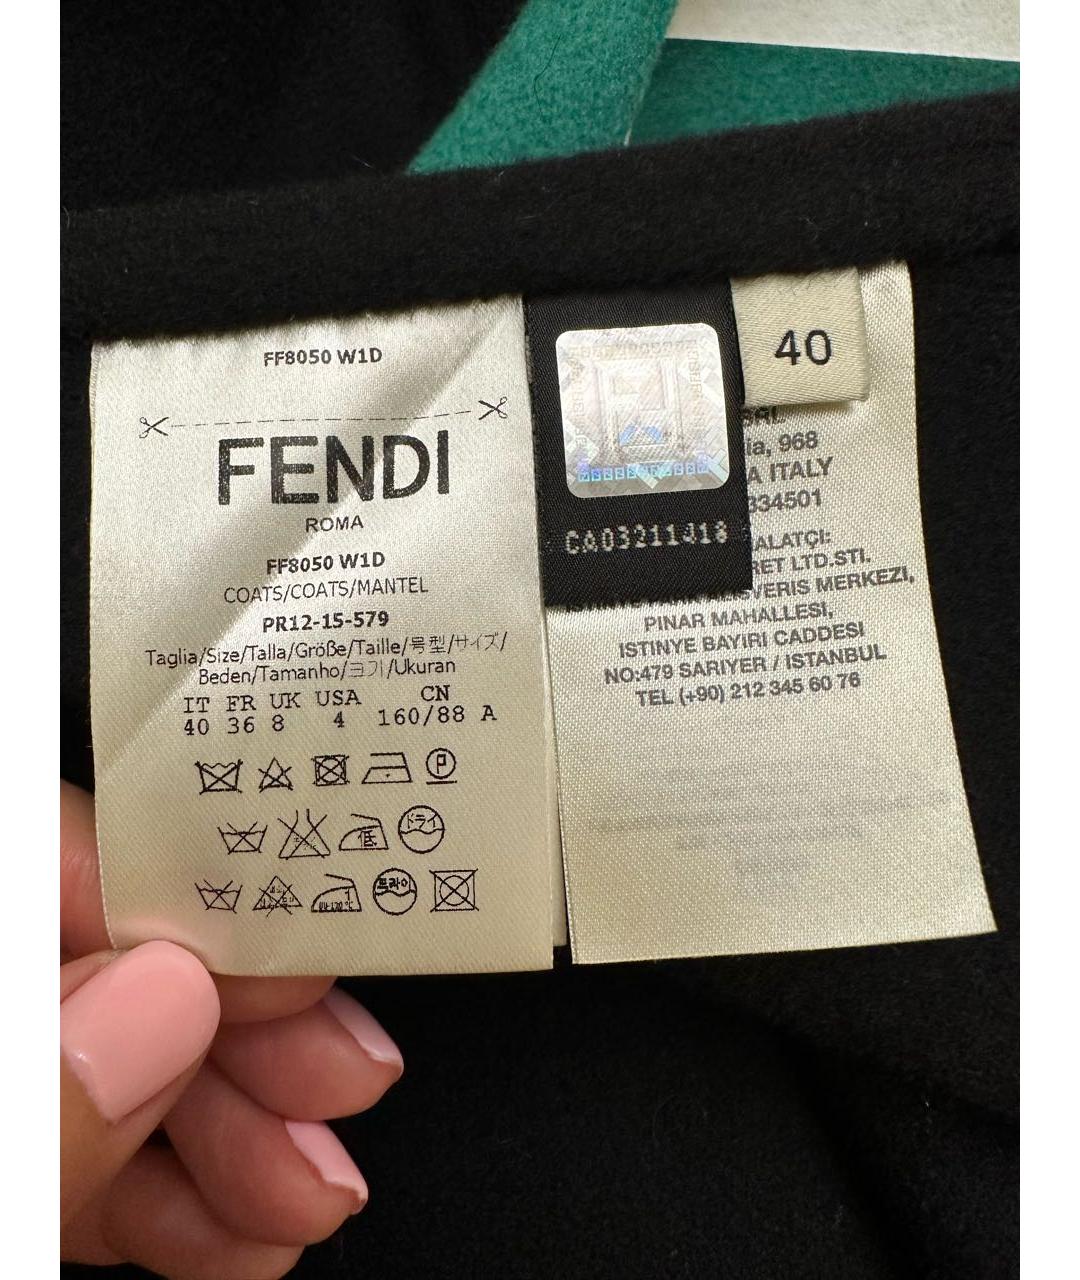 FF8050 W1D
FENDI
ROMA
FF8050 W1D
COATS/COATS/MANTEL
PR12-15-579
Taglia/Size/Talla/Größe/Taille/号型/サイズ/
Beden/Tamanho/크기/Ukuran
IT FR UK USA CN
40 36 8 4 160/88 A
P
ドライ
低
드라이
CA03211418
40
968
ITALY
334501
ALATÇI:
RET LTD.STI.
VERIS MERKEZI,
PINAR MAHALLESI,
ISTINYE BAYIRI CADDESI
NO:479 SARIYER / ISTANBUL
TEL (+90) 212 345 60 76